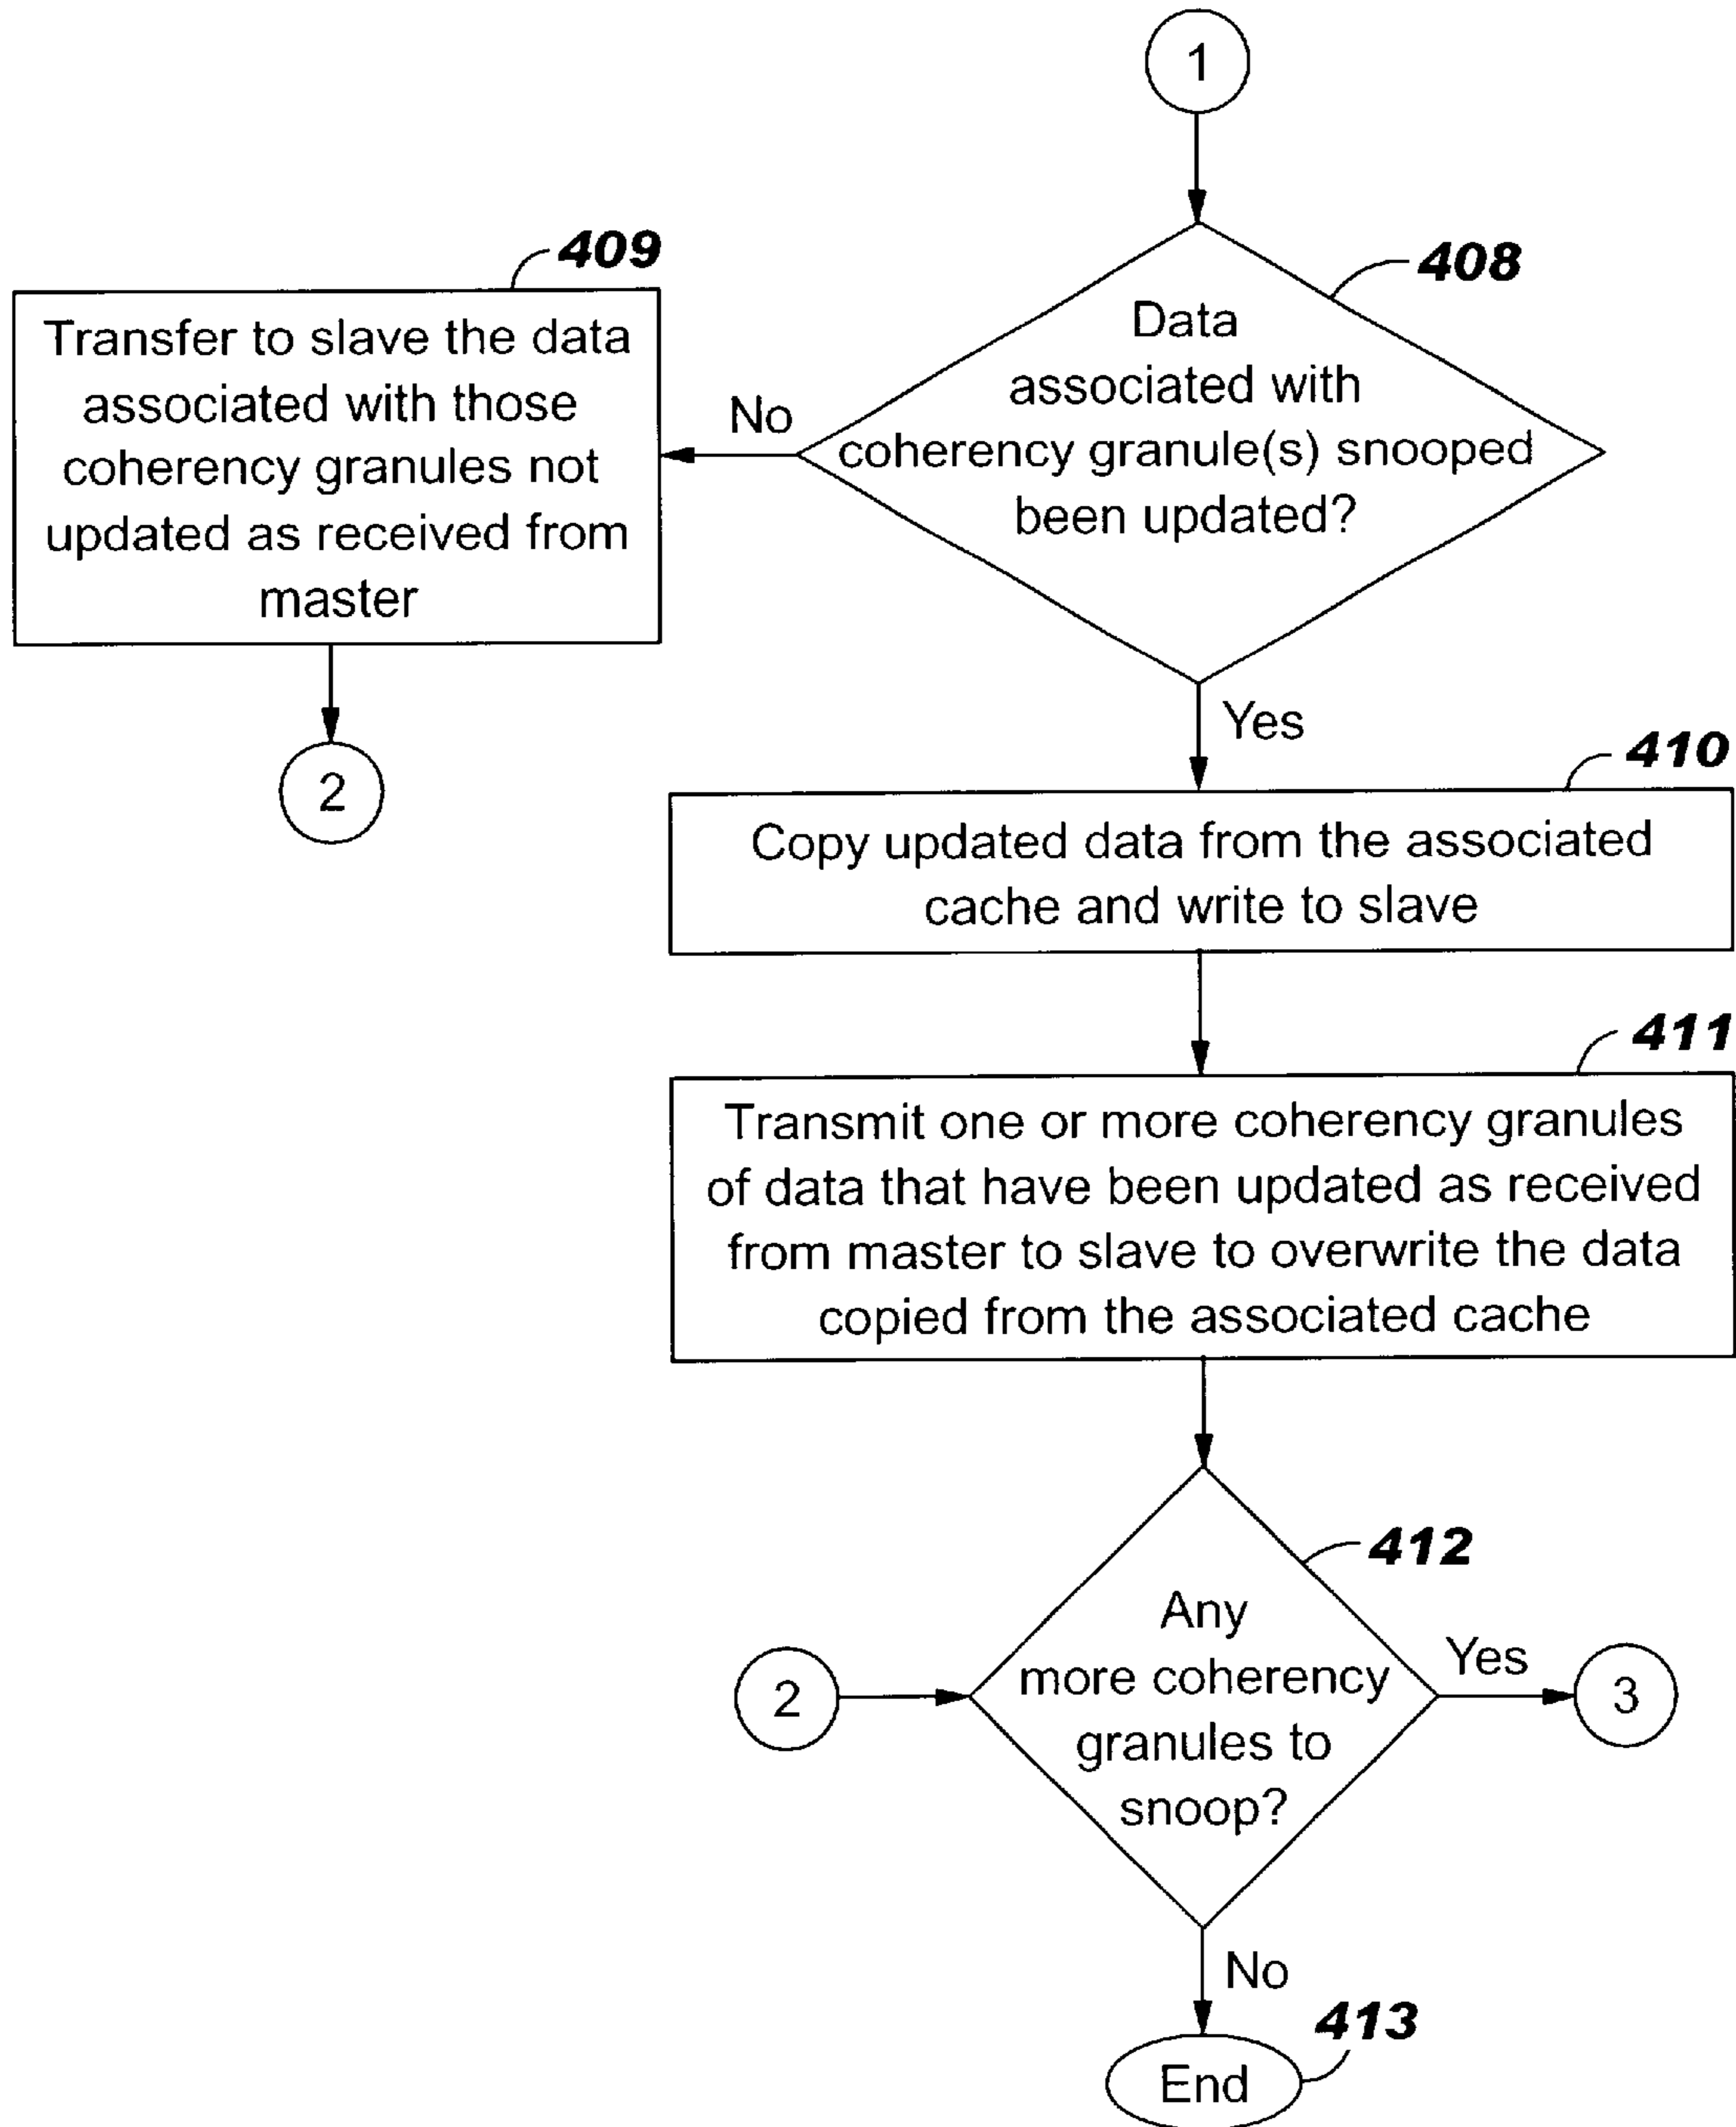 1
408
Data
associated with
coherency granule(s) snooped
been updated?
No
409
Transfer to slave the data
associated with those
coherency granules not
updated as received from
master
2
Yes
410
Copy updated data from the associated
cache and write to slave
411
Transmit one or more coherency granules
of data that have been updated as received
from master to slave to overwrite the data
copied from the associated cache
412
Any
more coherency
granules to
snoop?
2
Yes
3
No
413
End